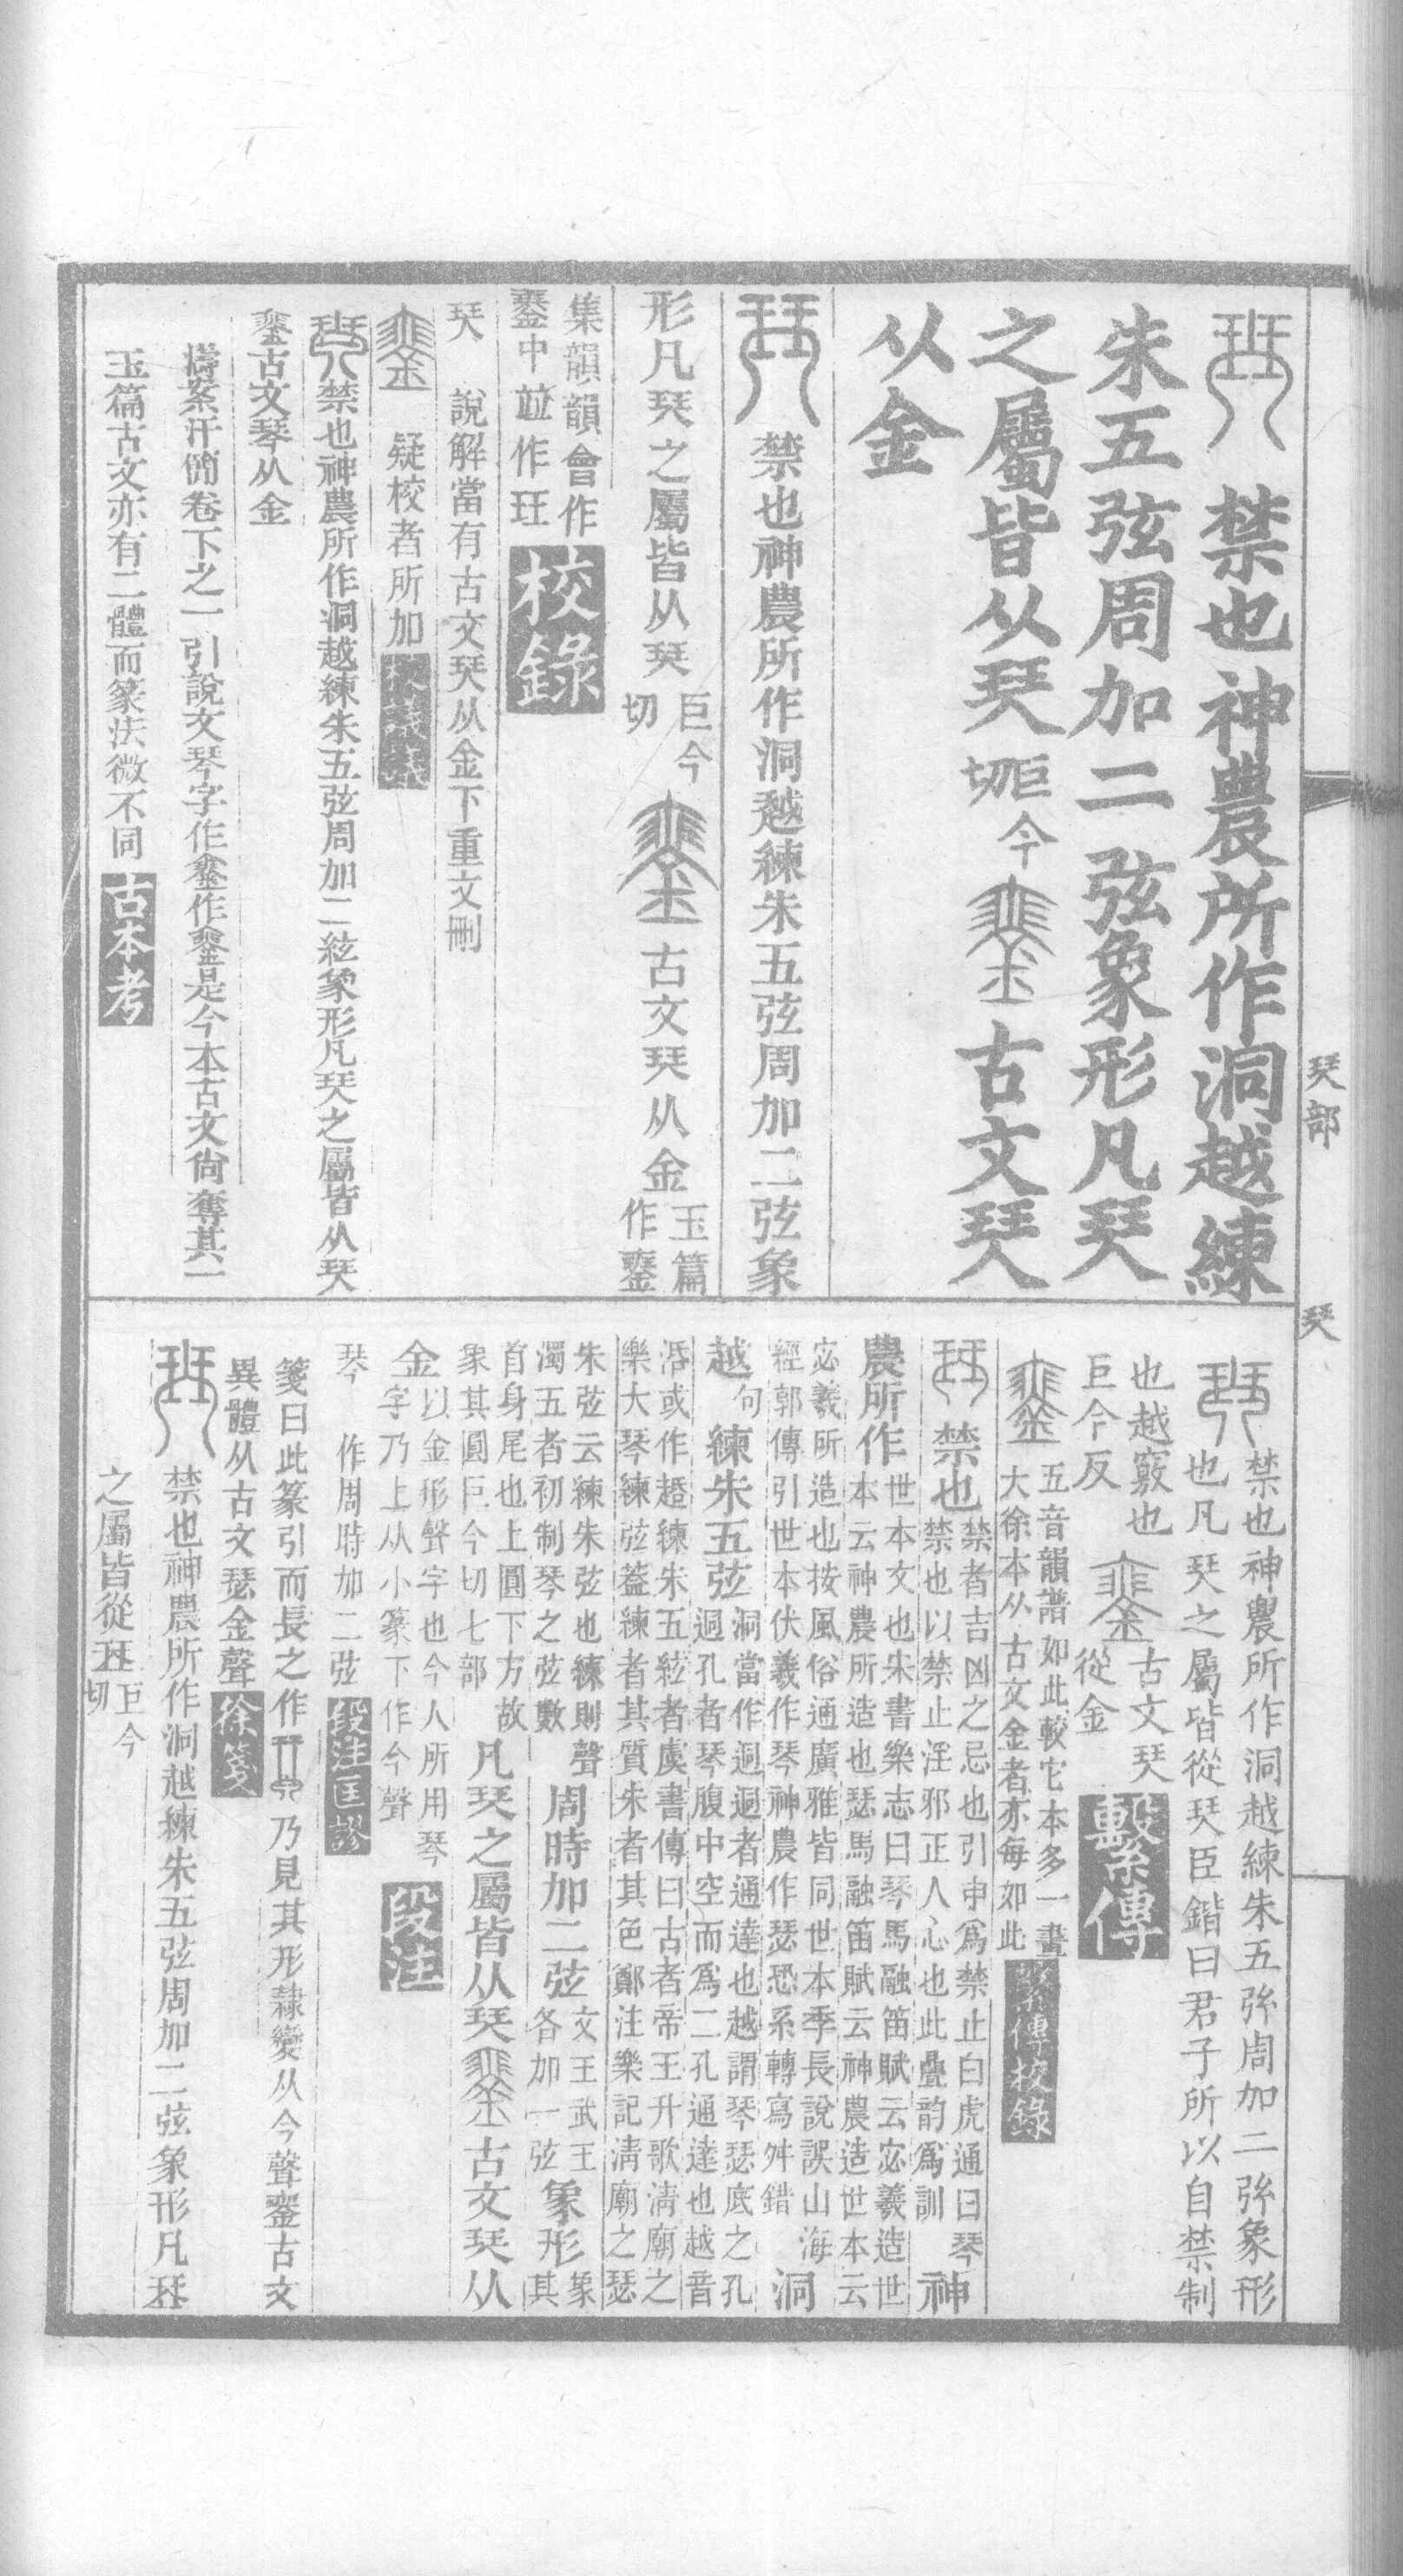 琴部
琴
禁也神農所作洞越練
朱五弦周加二弦象形凡珡
之屬皆从珡巨今切古文珡
从金
禁也神農所作洞越練朱五弦周加二弦象
形凡珡之屬皆从珡巨今切古文珡从金玉篇作
集韻韻會作
中並作 校錄
珡 說解當有古文珡从金下重文刪
疑校者所加 校議議
禁也神農所作洞越練朱五弦周加二絃象形凡珡之屬皆从珡
古文琴从金
濤案汗簡卷下之一引說文琴字作 作 是今本古文尙奪其一
玉篇古文亦有二體而篆法微不同 古本考
禁也神農所作洞越練朱五弦周加二弦象形
也凡珡之屬皆從珡臣鍇曰君子所以自禁制
也越竅也 古文珡
巨今反 從金 繫傳
五音韻譜如此較它本多一畫
大徐本从古文金者亦每如此 繫傳校錄
禁也禁者吉凶之忌也引申爲禁止白虎通曰琴
禁也以禁止淫邪正人心也此疊韵爲訓 神
農所作世本文也宋書樂志曰琴馬融笛賦云宓羲造世
本云神農所造也瑟馬融笛賦云神農造世本云
宓羲所造也按風俗通廣雅皆同世本季長說誤山海
經郭傳引世本伏羲作琴神農作瑟恐系轉寫舛錯 洞
越句練朱五弦洞當作迵迵者通達也越謂琴瑟底之孔
迵孔者琴腹中空而爲二孔通達也越音
㓉或作趏練朱五絃者虞書傳曰古者帝王升歌淸廟之
樂大琴練弦葢練者其質朱者其色鄭注樂記淸廟之瑟
朱弦云練朱弦也練則聲
濁五者初制琴之弦數 周時加二弦文王武王各加一弦 象形象其
首身尾也上圓下方故
象其圓巨今切七部 凡珡之屬皆从珡 古文珡从
金以金形聲字也今人所用琴
字乃上从小篆下作今聲 段注
琴 作周時加二弦 段注匡謬
箋曰此篆引而長之作 乃見其形隸變从今聲 古文
異體从古文瑟金聲 徐箋
禁也神農所作洞越練朱五弦周加二弦象形凡珡
之屬皆從珡巨今切